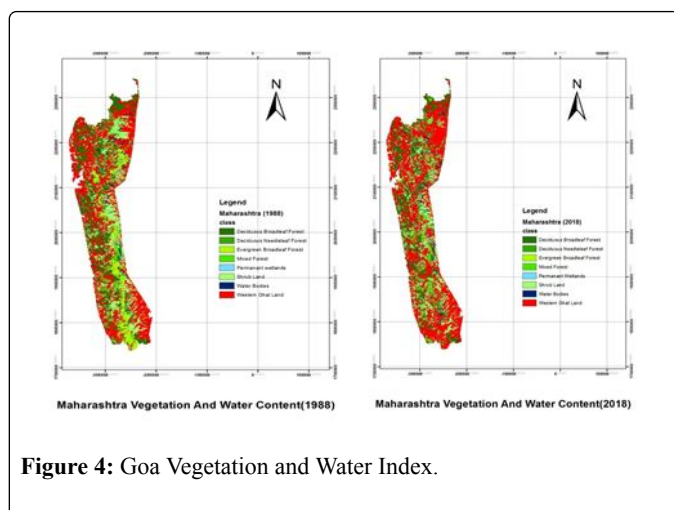 N
Legend
Maharashtra (1988)
class
Deciduous Broadleaf Forest
Deciduous Needleleaf Forest
Evergreen Broadleaf Forest
Mixed Forest
Permanant wetlands
Shrub Land
Water Bodies
Western Ghat Land
Maharashtra Vegetation And Water Content(1988)
N
Legend
Maharashtra (2018)
class
Deciduous Broadleaf Forest
Deciduous Needleleaf Forest
Evergreen Broadleaf Forest
Mixed Forest
Permanant Wetlands
Shrub Land
Water Bodies
Western Ghat Land
Maharashtra Vegetation And Water Content(2018)
Figure 4: Goa Vegetation and Water Index.